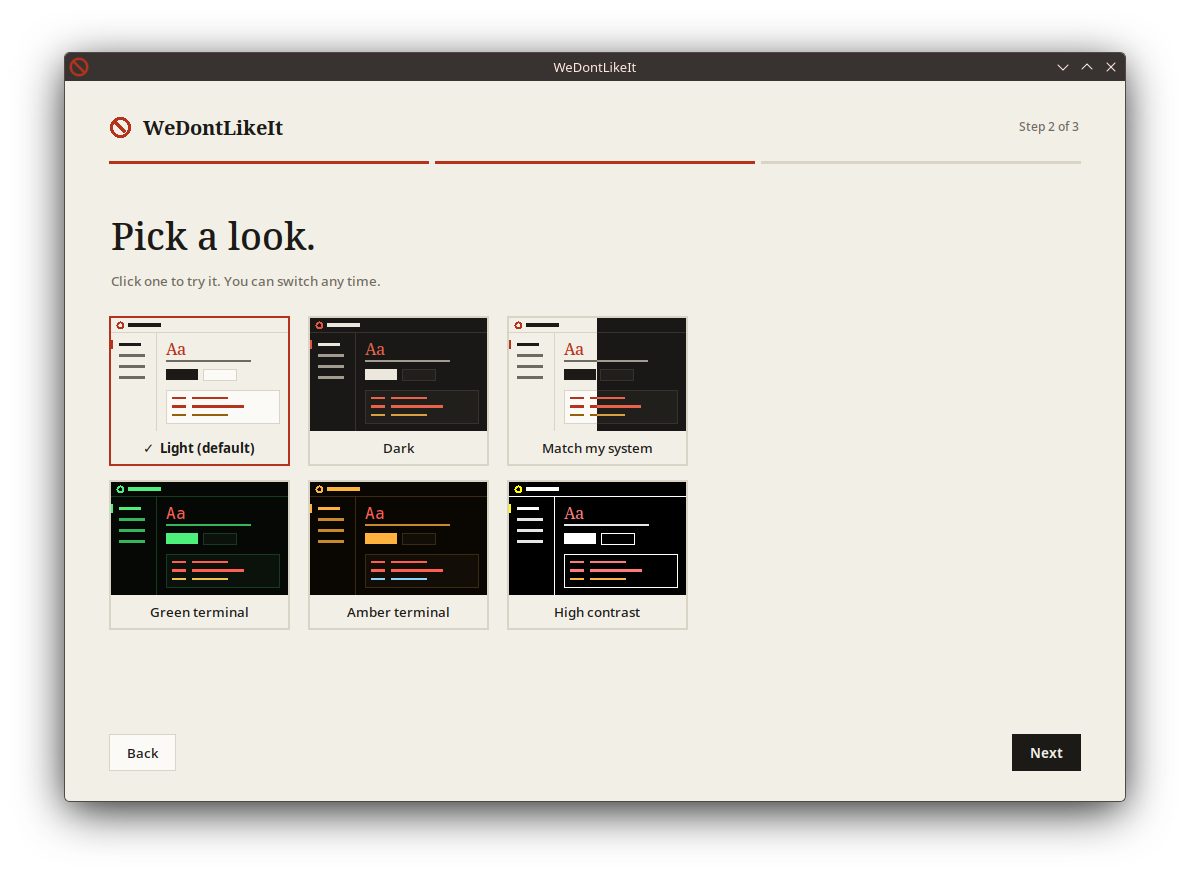 WeDontLikeIt
WeDontLikeIt
Step 2 of 3
Pick a look.
Click one to try it. You can switch any time.
Aa
Aa
Aa
✓ Light (default)
Dark
Match my system
Aa
Aa
Aa
Green terminal
Amber terminal
High contrast
Back
Next